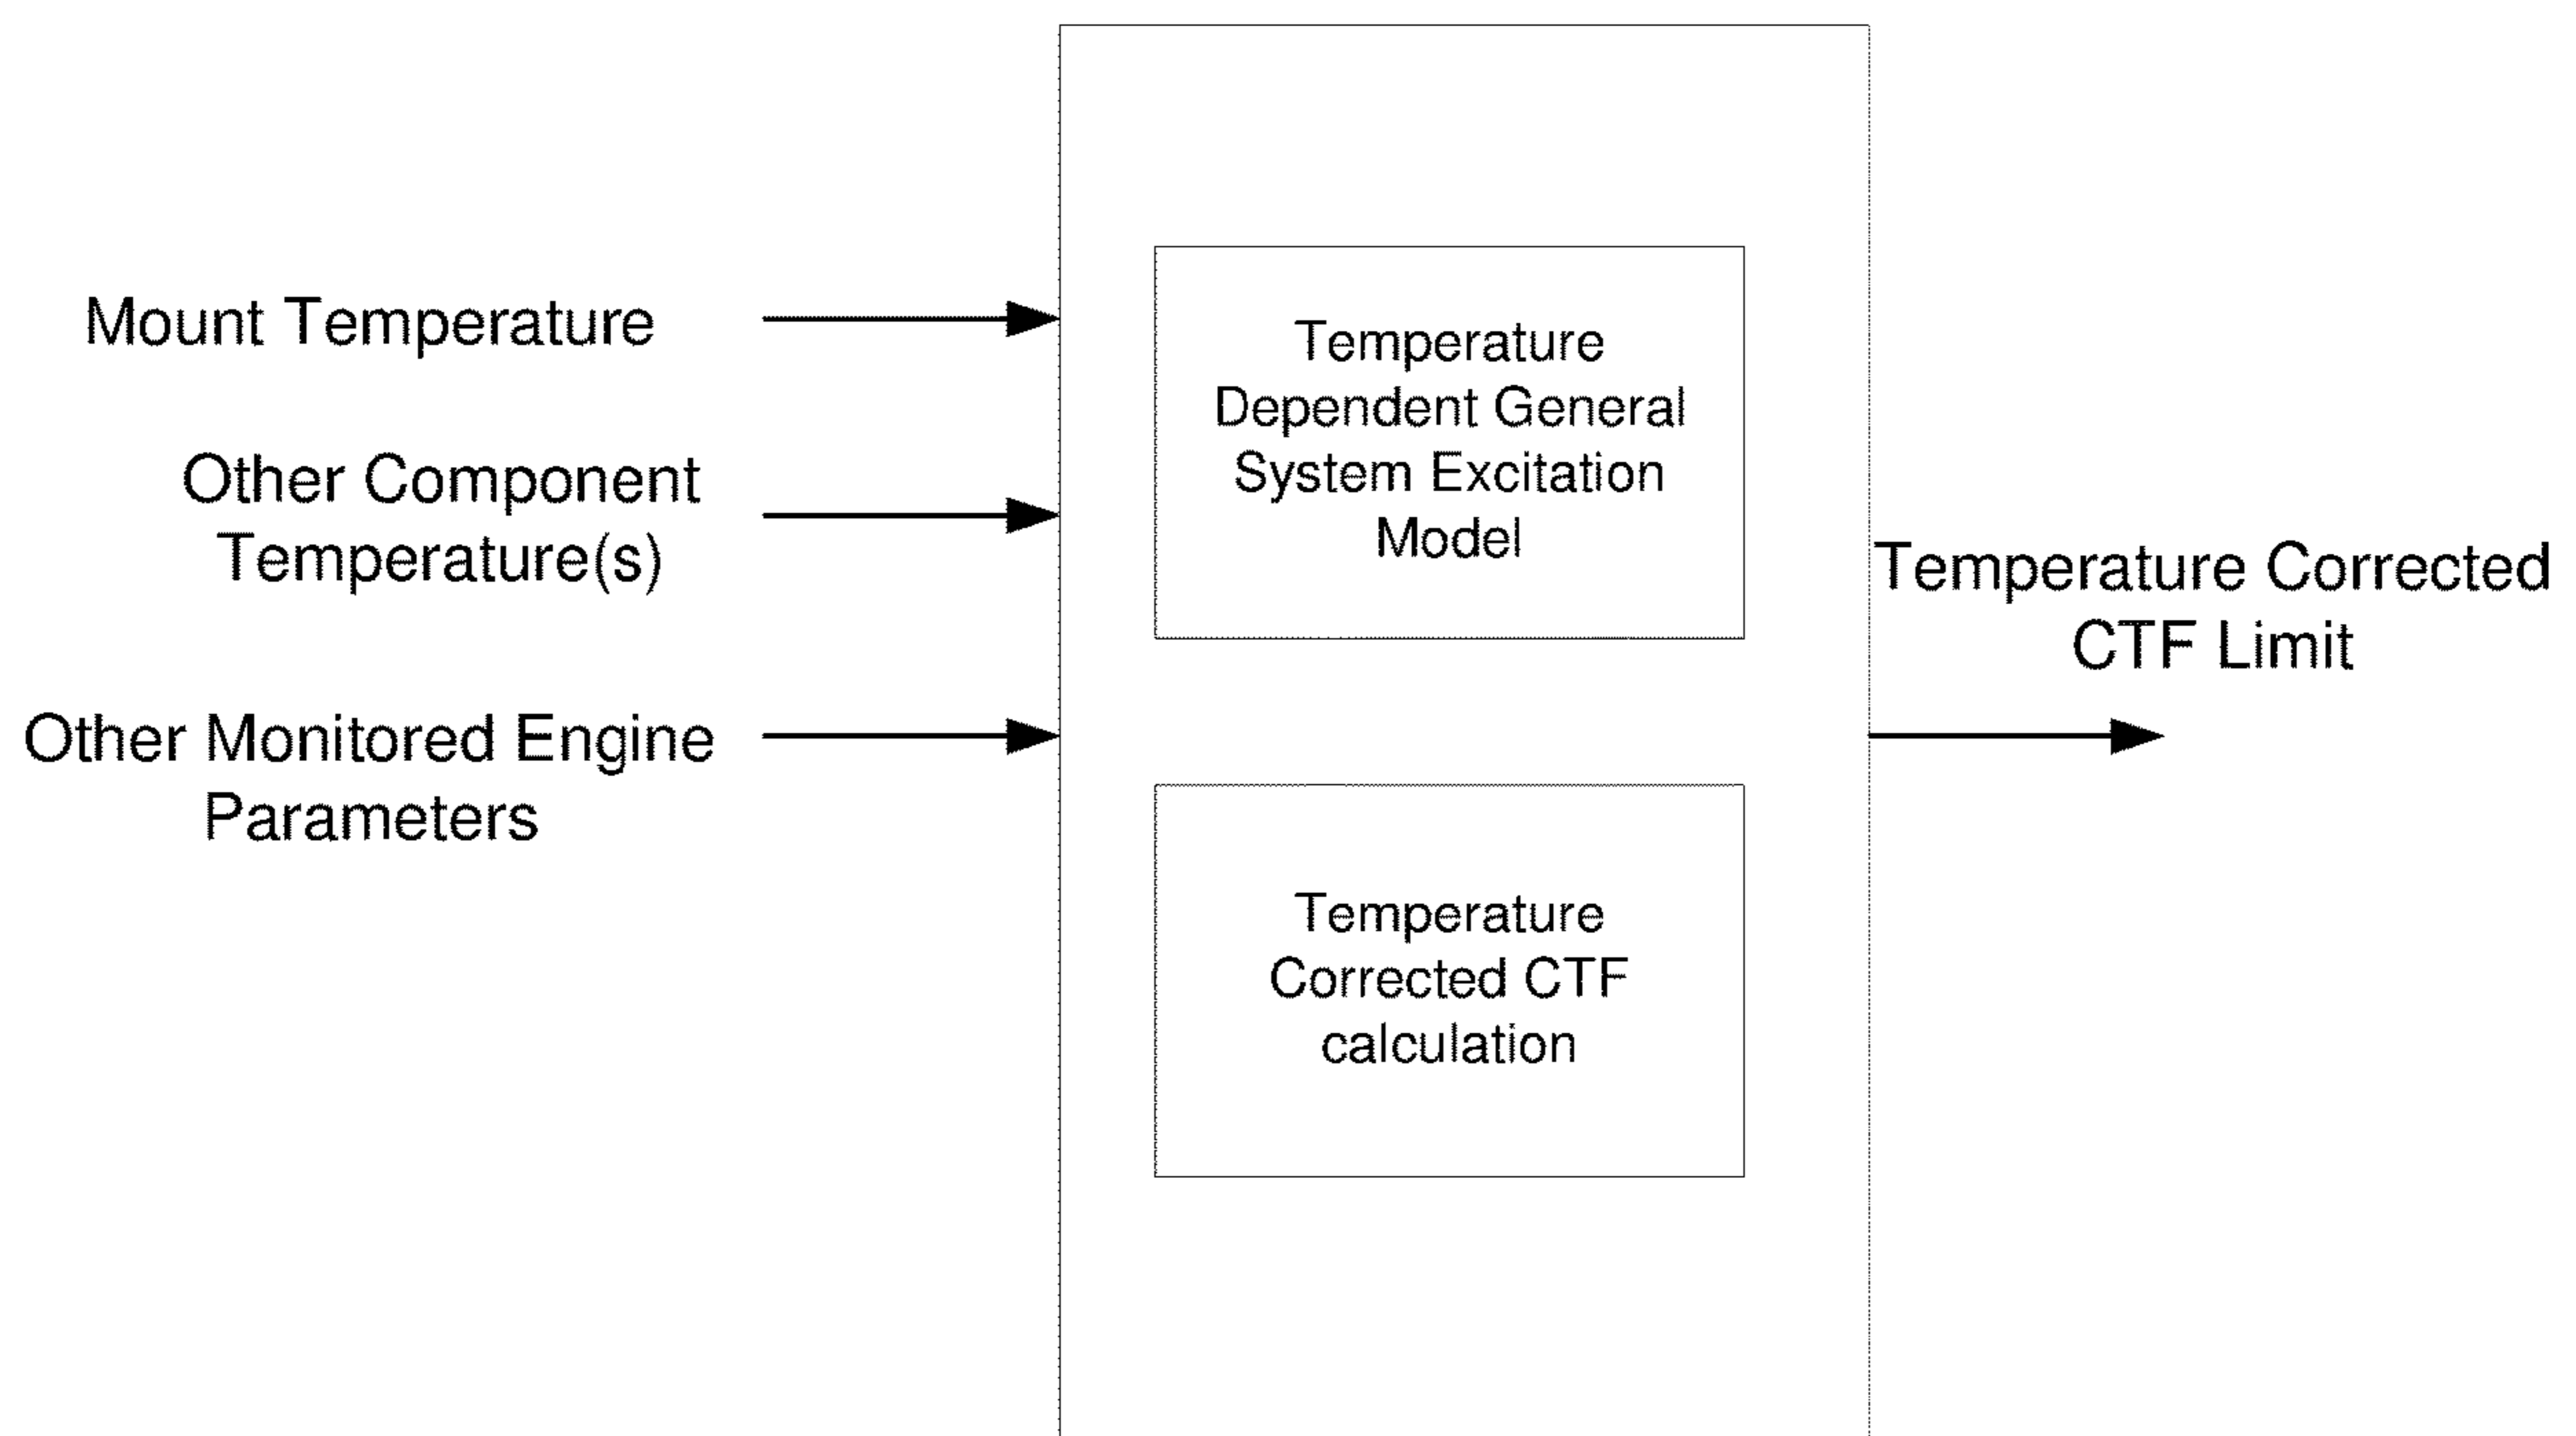 Mount Temperature
Other Component
Temperature(s)
Other Monitored Engine
Parameters
Temperature
Dependent General
System Excitation
Model
Temperature
Corrected CTF
calculation
Temperature Corrected
CTF Limit